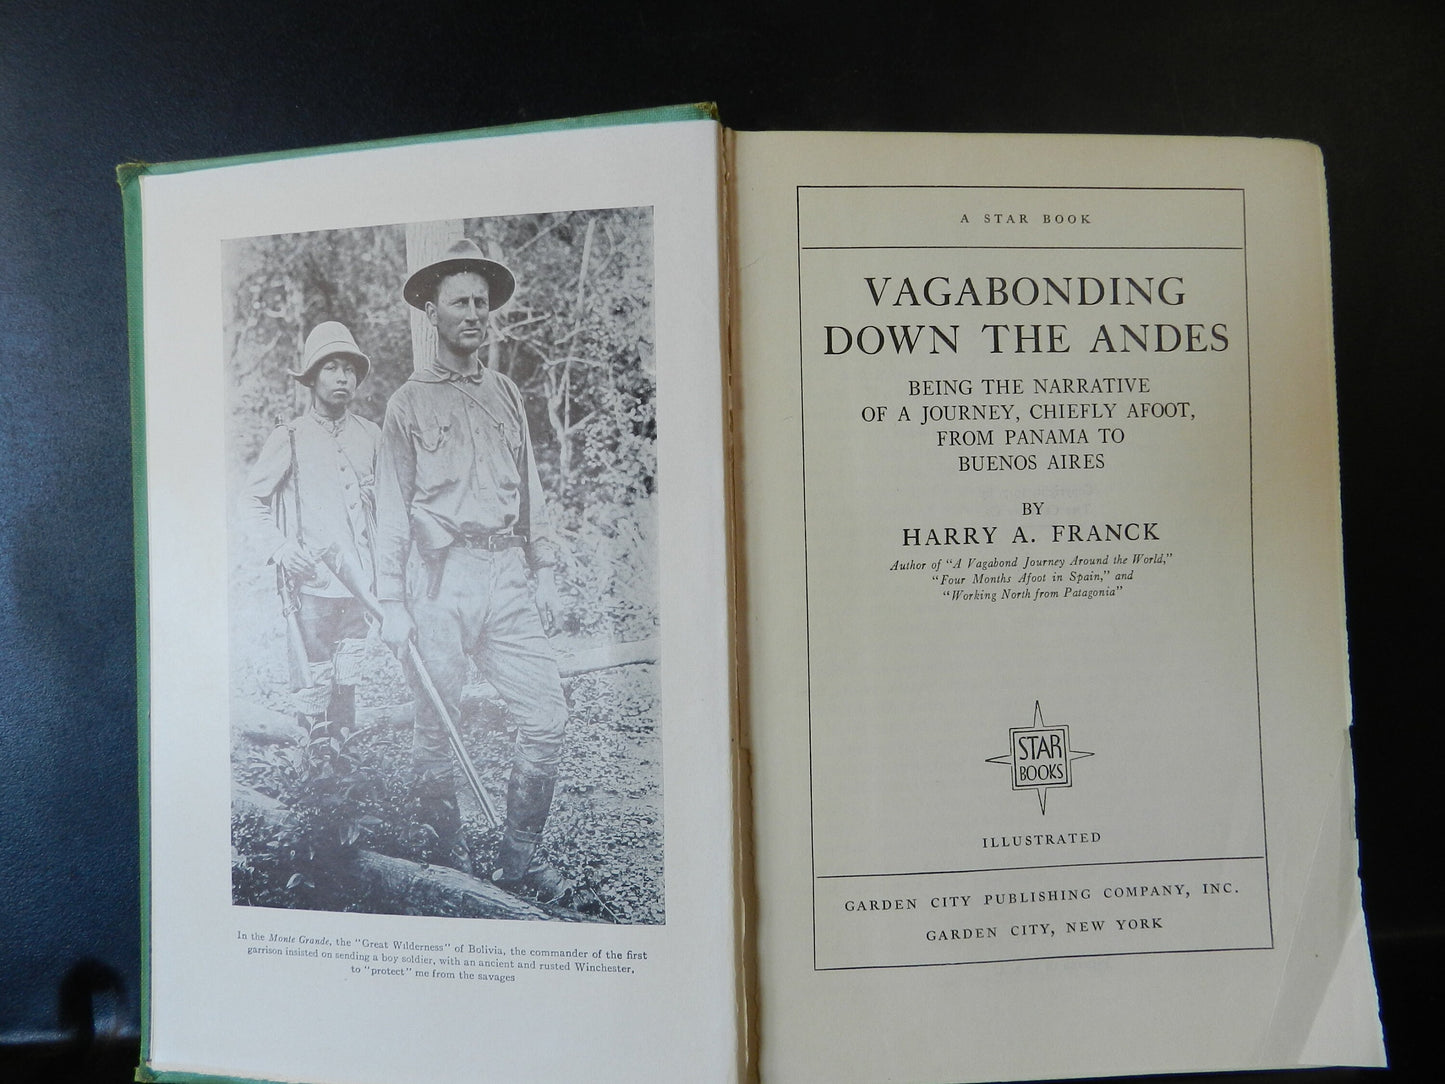 In the Monte Grande, the "Great Wilderness" of Bolivia, the commander of the first
garrison insisted on sending a boy soldier, with an ancient and rusted Winchester,
to "protect" me from the savages
A STAR BOOK
VAGABONDING
DOWN THE ANDES
BEING THE NARRATIVE
OF A JOURNEY, CHIEFLY AFOOT,
FROM PANAMA TO
BUENOS AIRES
BY
HARRY A. FRANCK
Author of "A Vagabond Journey Around the World,"
"Four Months Afoot in Spain," and
"Working North from Patagonia"
STAR
BOOKS
ILLUSTRATED
GARDEN CITY PUBLISHING COMPANY, INC.
GARDEN CITY, NEW YORK